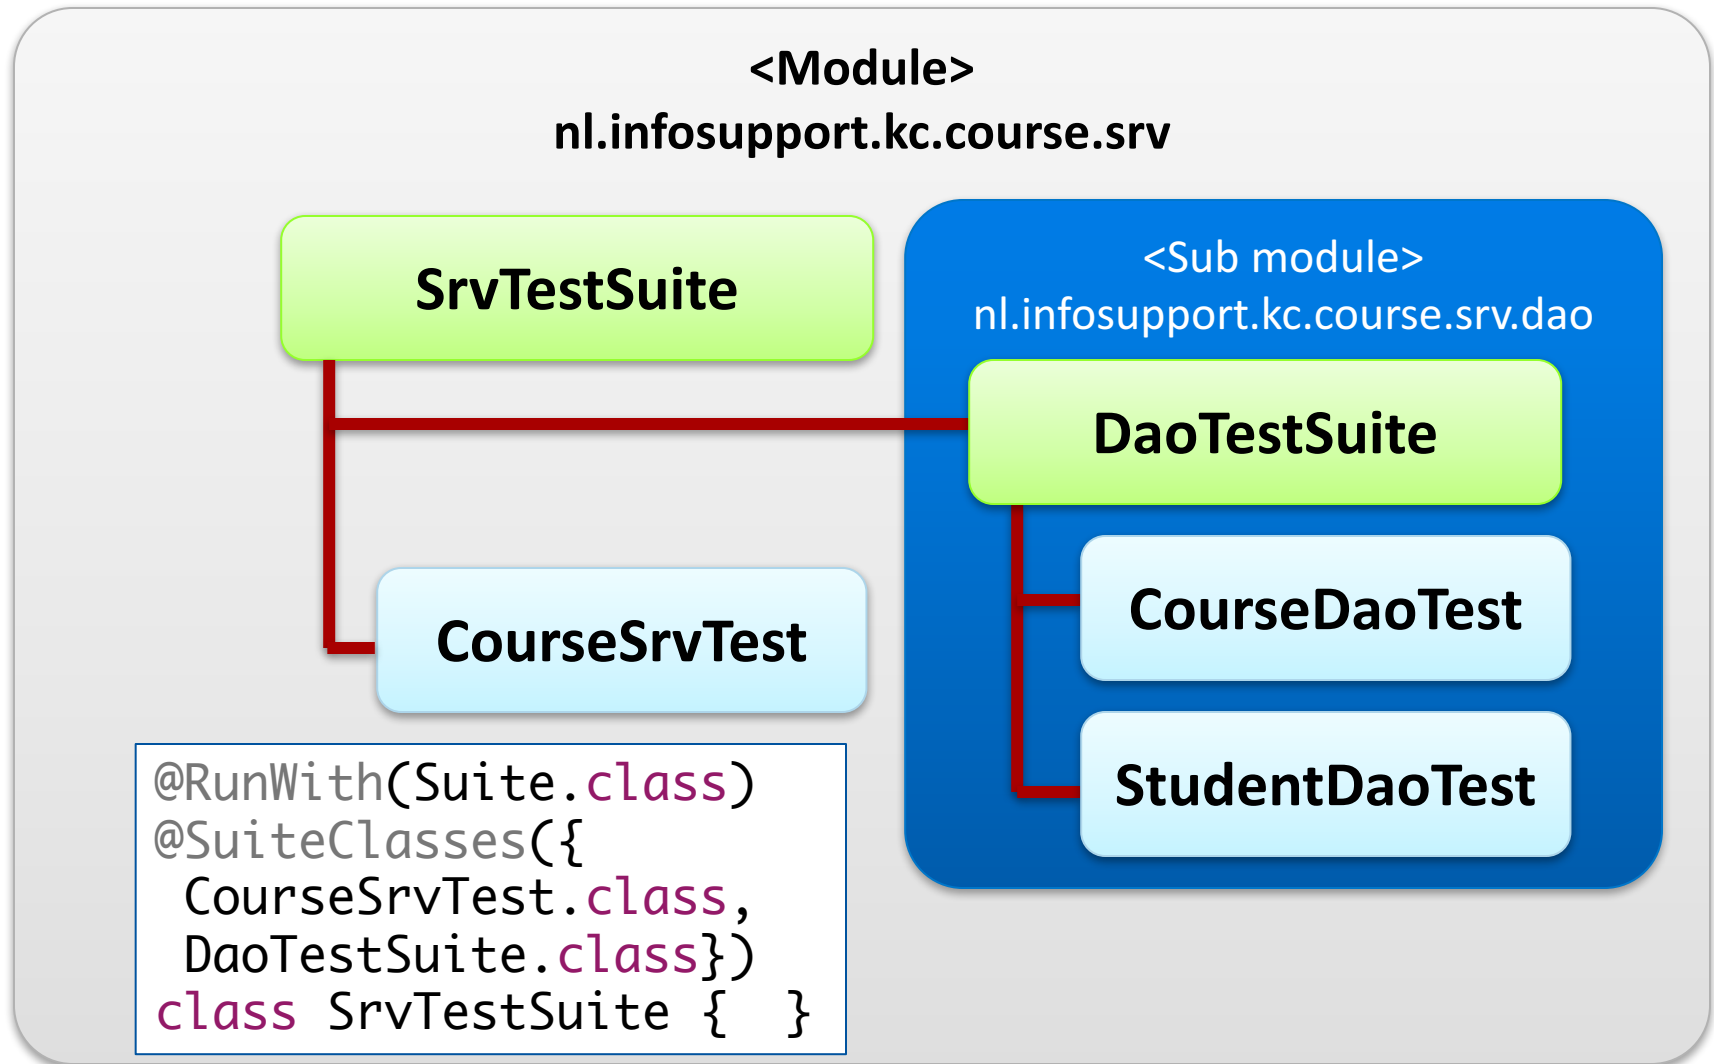 <Module>
nl.infosupport.kc.course.srv
SrvTestSuite
<Sub module>
nl.infosupport.kc.course.srv.dao
DaoTestSuite
CourseDaoTest
CourseSrvTest
StudentDaoTest
@RunWith(Suite.class)
@SuiteClasses({
 CourseSrvTest.class,
 DaoTestSuite.class})
class SrvTestSuite {  }